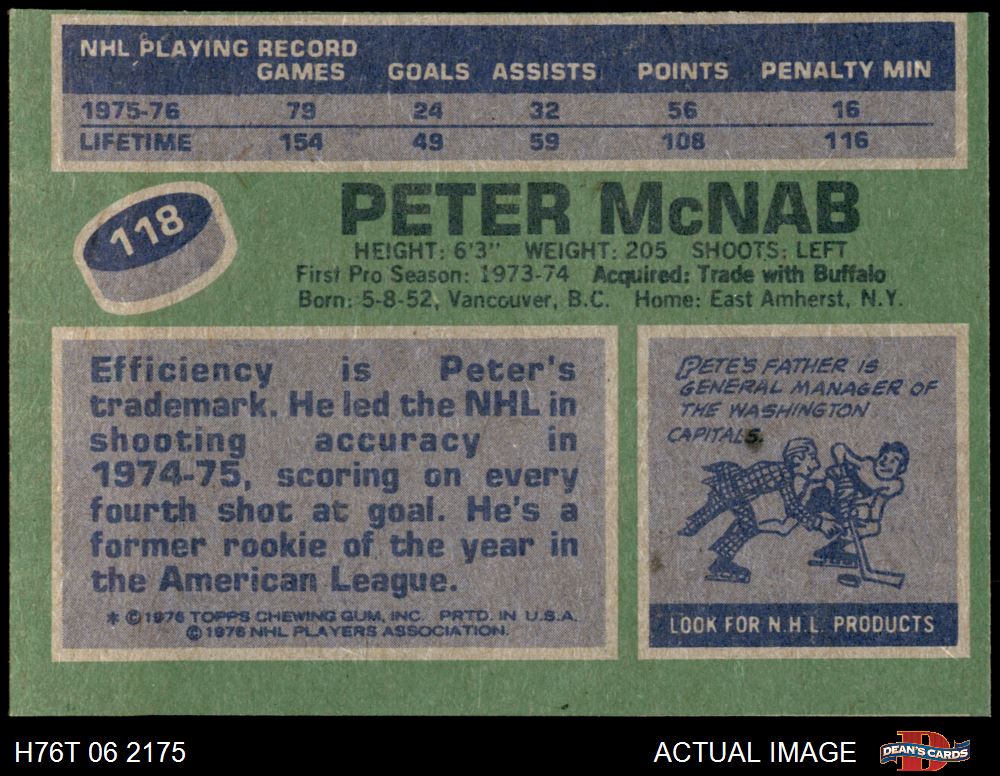 NHL PLAYING RECORD
GAMES GOALS ASSISTS POINTS PENALTY MIN
1975-76 79 24 32 56 16
LIFETIME 154 49 59 108 116
118
PETER McNAB
HEIGHT: 6'3" WEIGHT: 205 SHOOTS: LEFT
First Pro Season: 1973-74 Acquired: Trade with Buffalo
Born: 5-8-52, Vancouver, B.C. Home: East Amherst, N.Y.
Efficiency is Peter's
trademark. He led the NHL in
shooting accuracy in
1974-75, scoring on every
fourth shot at goal. He's a
former rookie of the year in
the American League.
* © 1976 TOPPS CHEWING GUM, INC. PRTD. IN U.S.A.
© 1976 NHL PLAYERS ASSOCIATION.
PETE'S FATHER IS
GENERAL MANAGER OF
THE WASHINGTON
CAPITALS.
LOOK FOR N.H.L. PRODUCTS
H76T 06 2175
ACTUAL IMAGE
D
DEAN'S CARDS